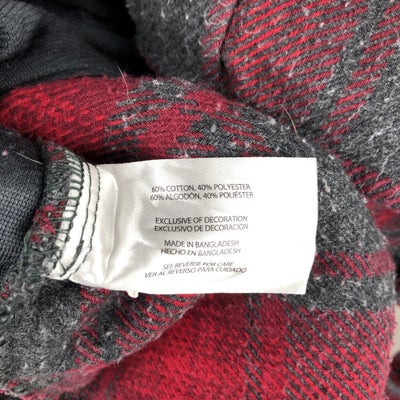 60% COTTON, 40% POLYESTER
60% ALGODÓN, 40% POLIÉSTER
EXCLUSIVE OF DECORATION
EXCLUSIVO DE DECORACION
MADE IN BANGLADESH
HECHO EN BANGLADESH
SEE REVERSE FOR CARE
VER AL REVERSO PARA CUIDADO